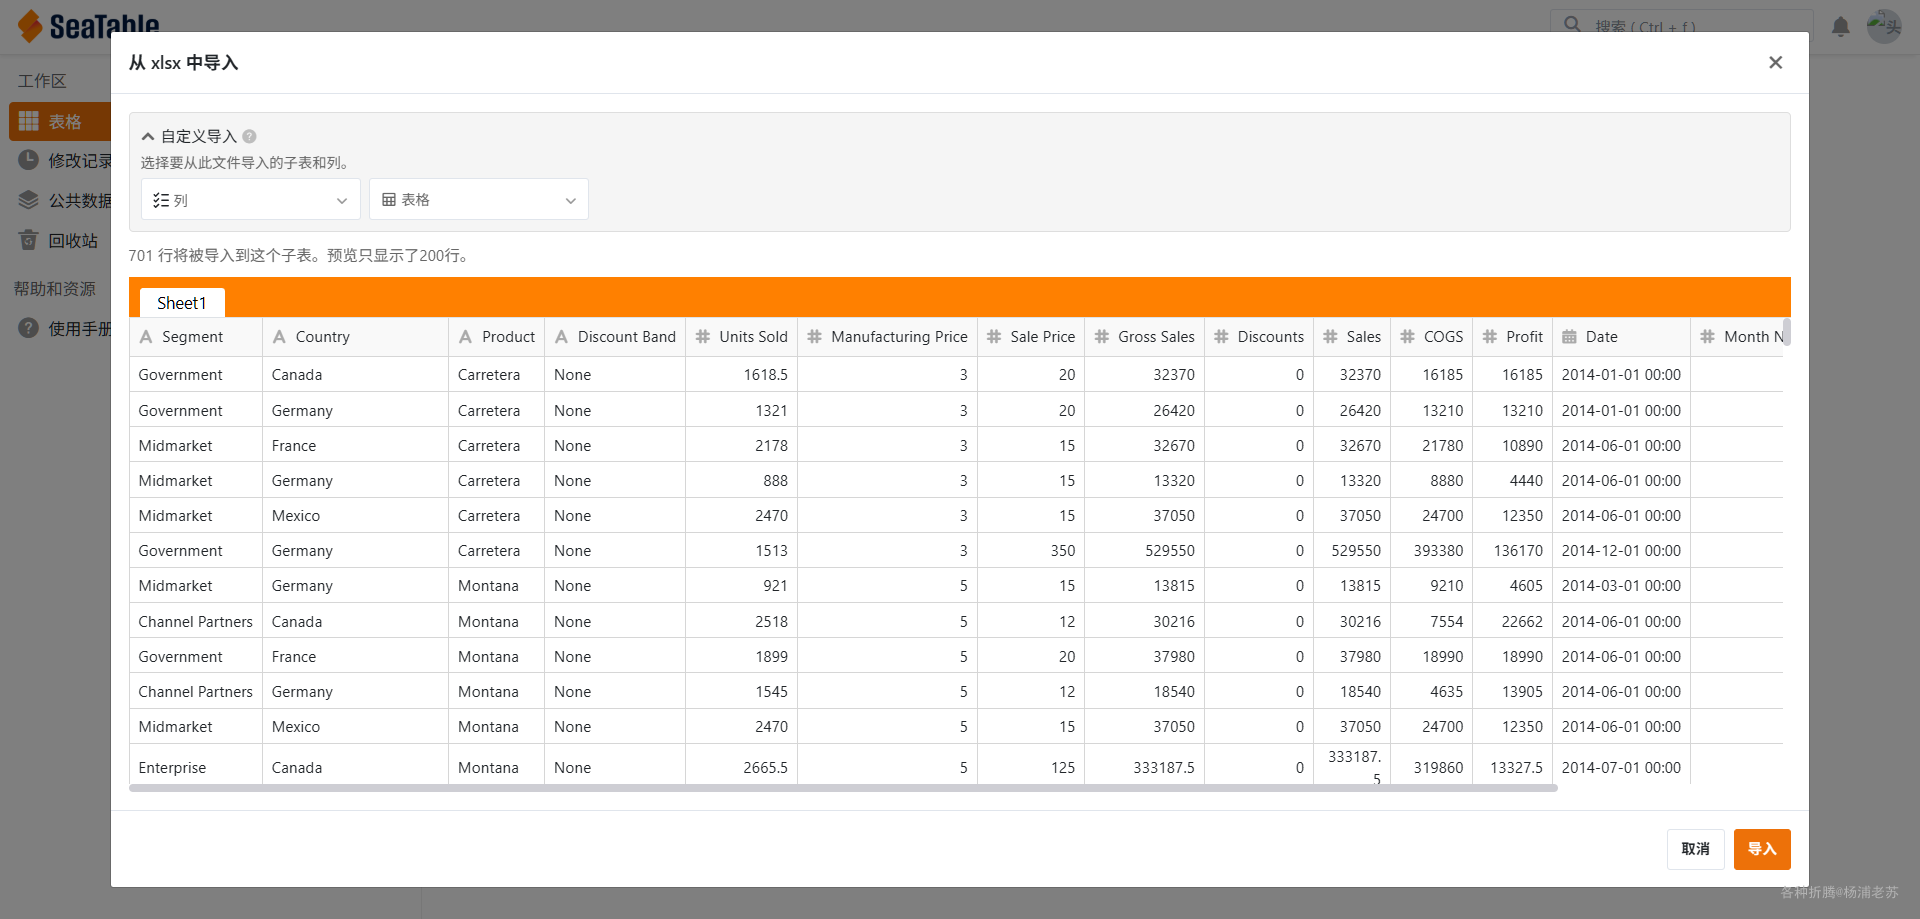 SeaTable
搜索 ( Ctrl + f )
头
工作区
表格
修改记录
公共数据
回收站
帮助和资源
使用手册
从 xlsx 中导入
自定义导入
选择要从此文件导入的子表和列。
列
表格
701 行将被导入到这个子表。预览只显示了200行。
Sheet1
Segment Country Product Discount Band Units Sold Manufacturing Price Sale Price Gross Sales Discounts Sales COGS Profit Date Month N
Government Canada Carretera None 1618.5 3 20 32370 0 32370 16185 16185 2014-01-01 00:00
Government Germany Carretera None 1321 3 20 26420 0 26420 13210 13210 2014-01-01 00:00
Midmarket France Carretera None 2178 3 15 32670 0 32670 21780 10890 2014-06-01 00:00
Midmarket Germany Carretera None 888 3 15 13320 0 13320 8880 4440 2014-06-01 00:00
Midmarket Mexico Carretera None 2470 3 15 37050 0 37050 24700 12350 2014-06-01 00:00
Government Germany Carretera None 1513 3 350 529550 0 529550 393380 136170 2014-12-01 00:00
Midmarket Germany Montana None 921 5 15 13815 0 13815 9210 4605 2014-03-01 00:00
Channel Partners Canada Montana None 2518 5 12 30216 0 30216 7554 22662 2014-06-01 00:00
Government France Montana None 1899 5 20 37980 0 37980 18990 18990 2014-06-01 00:00
Channel Partners Germany Montana None 1545 5 12 18540 0 18540 4635 13905 2014-06-01 00:00
Midmarket Mexico Montana None 2470 5 15 37050 0 37050 24700 12350 2014-06-01 00:00
Enterprise Canada Montana None 2665.5 5 125 333187.5 0 333187.5 319860 13327.5 2014-07-01 00:00
取消
导入
各种折腾@杨浦老苏